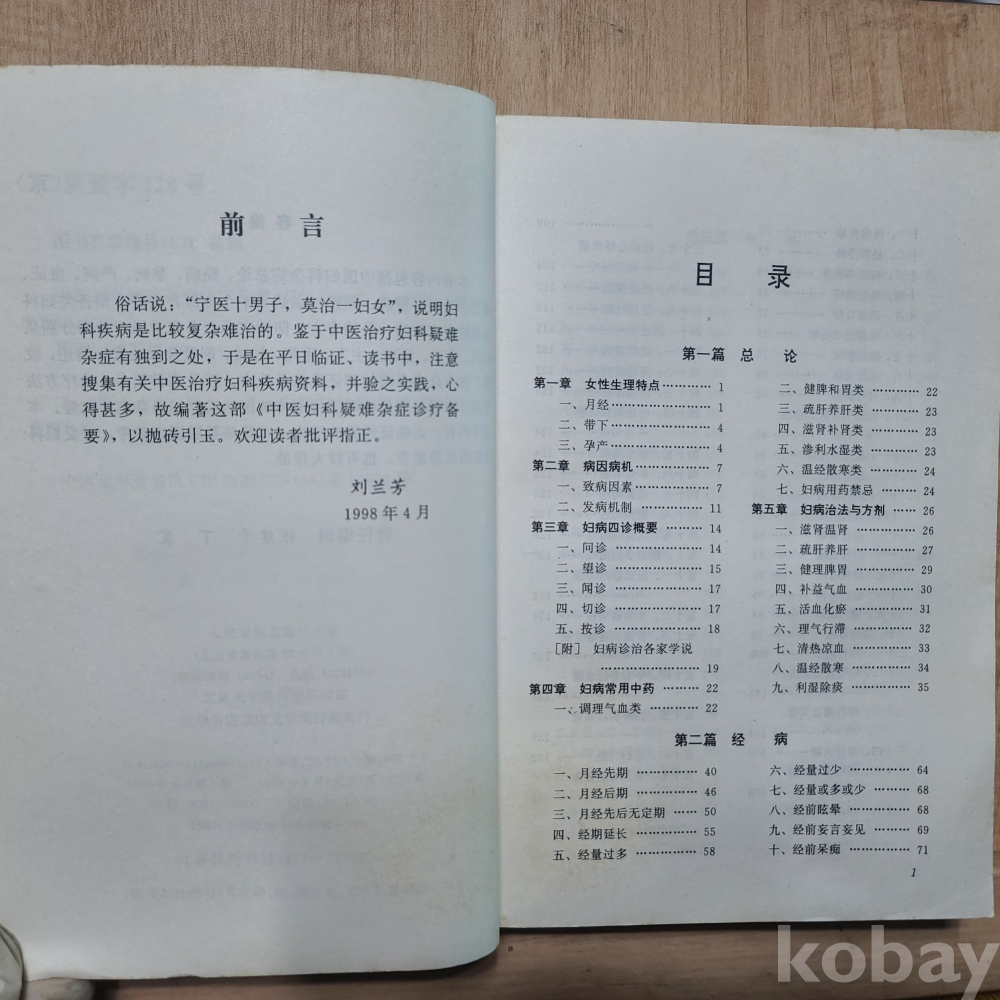 前 言
俗话说：“宁医十男子，莫治一妇女”，说明妇
科疾病是比较复杂难治的。鉴于中医治疗妇科疑难
杂症有独到之处，于是在平日临证、读书中，注意
搜集有关中医治疗妇科疾病资料，并验之实践，心
得甚多，故编著这部《中医妇科疑难杂症诊疗备
要》，以抛砖引玉。欢迎读者批评指正。
刘兰芳
1998年4月
目 录
第一篇 总 论
第一章 女性生理特点………… 1
一、月经 ……………… 1
二、带下 ……………… 4
三、孕产 ……………… 4
第二章 病因病机 …………… 7
一、致病因素 ………… 7
二、发病机制 ………… 11
第三章 妇病四诊概要 ……… 14
一、问诊 ……………… 14
二、望诊 ……………… 15
三、闻诊 ……………… 17
四、切诊 ……………… 17
五、按诊 ……………… 18
［附］ 妇病诊治各家学说
……………… 19
第四章 妇病常用中药 ……… 22
一、调理气血类 ……… 22
二、健脾和胃类 ……… 22
三、疏肝养肝类 ……… 23
四、滋肾补肾类 ……… 23
五、渗利水湿类 ……… 23
六、温经散寒类 ……… 24
七、妇病用药禁忌 …… 24
第五章 妇病治法与方剂 …… 26
一、滋肾温肾 ………… 26
二、疏肝养肝 ………… 27
三、健理脾胃 ………… 29
四、补益气血 ………… 30
五、活血化瘀 ………… 31
六、理气行滞 ………… 32
七、清热凉血 ………… 33
八、温经散寒 ………… 34
九、利湿除痰 ………… 35
第二篇 经 病
一、月经先期 ………… 40
二、月经后期 ………… 46
三、月经先后无定期 …… 50
四、经期延长 ………… 55
五、经量过多 ………… 58
六、经量过少 ………… 64
七、经量或多或少 …… 68
八、经前眩晕 ………… 68
九、经前妄言妄见 …… 69
十、经前呆痴 ………… 71
1
kobay